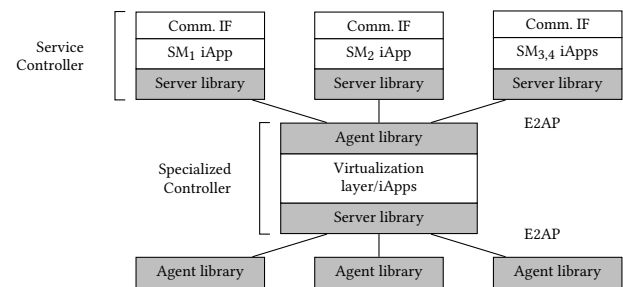 Service
Controller
Comm. IF
SM1 iApp
Server library
Comm. IF
SM2 iApp
Server library
Comm. IF
SM3,4 iApps
Server library
E2AP
Specialized
Controller
Agent library
Virtualization
layer/iApps
Server library
E2AP
Agent library
Agent library
Agent library